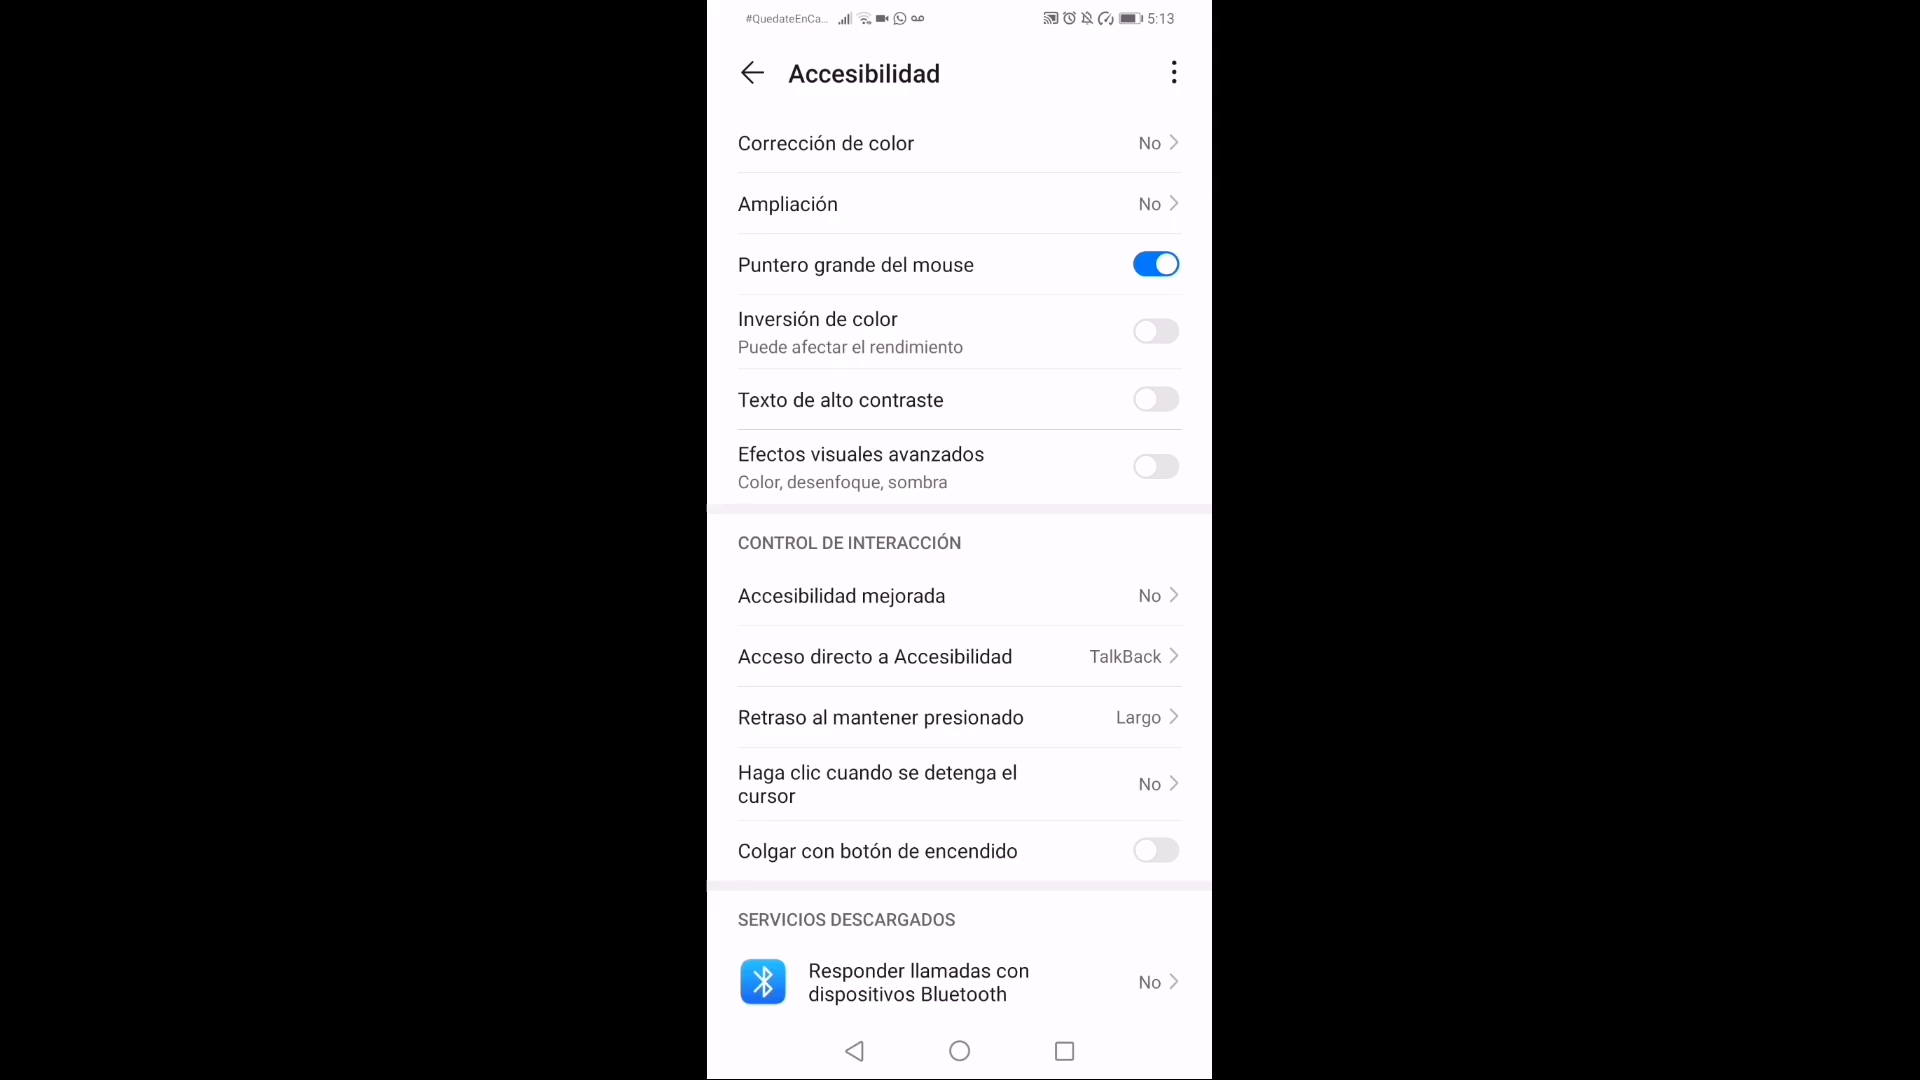 #QuedateEnCa... 5:13
Accesibilidad
Corrección de color No
Ampliación No
Puntero grande del mouse
Inversión de color
Puede afectar el rendimiento
Texto de alto contraste
Efectos visuales avanzados
Color, desenfoque, sombra
CONTROL DE INTERACCIÓN
Accesibilidad mejorada No
Acceso directo a Accesibilidad TalkBack
Retraso al mantener presionado Largo
Haga clic cuando se detenga el
cursor No
Colgar con botón de encendido
SERVICIOS DESCARGADOS
Responder llamadas con
dispositivos Bluetooth No